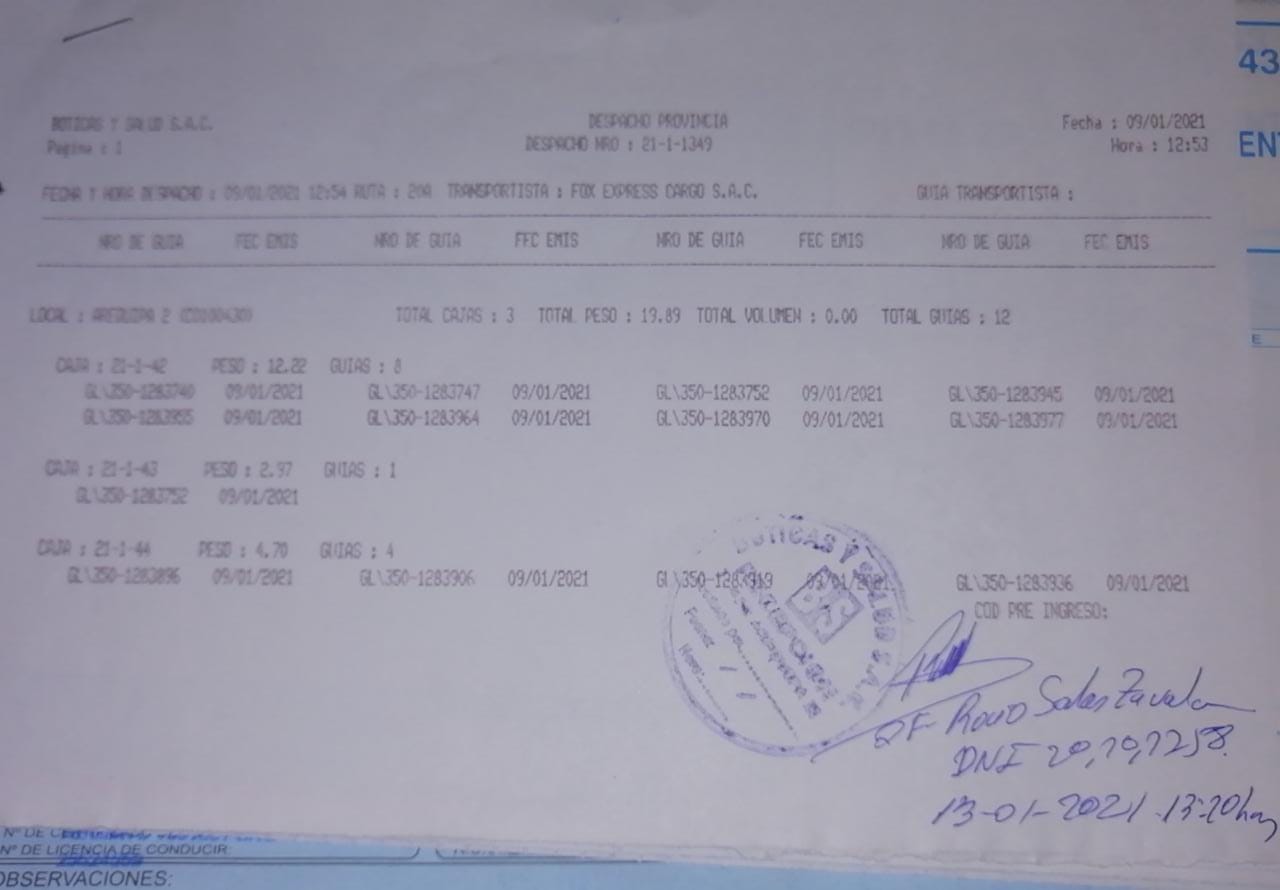 43
BOTICAS Y SALUD S.A.C. DESPACHO PROVINCIA Fecha : 09/01/2021
Pagina : 1 DESPACHO NRO : 21-1-1349 Hora : 12:53
EN
FECHA Y HORA DESPACHO : 09/01/2021 12:54 RUTA : 20A TRANSPORTISTA : FOX EXPRESS CARGO S.A.C. GUIA TRANSPORTISTA :
NRO DE GUIA FEC EMIS NRO DE GUIA FEC EMIS NRO DE GUIA FEC EMIS NRO DE GUIA FEC EMIS
LOCAL : AREQUIPA 2 TOTAL CAJAS : 3 TOTAL PESO : 19.89 TOTAL VOLUMEN : 0.00 TOTAL GUIAS : 12
E
CAJA : 21-1-42 PESO : 12.22 GUIAS : 8
GL\350-1283740 09/01/2021 GL\350-1283747 09/01/2021 GL\350-1283752 09/01/2021 GL\350-1283945 09/01/2021
GL\350-1283955 09/01/2021 GL\350-1283964 09/01/2021 GL\350-1283970 09/01/2021 GL\350-1283977 09/01/2021
CAJA : 21-1-43 PESO : 2.97 GUIAS : 1
GL\350-1283752 09/01/2021
CAJA : 21-1-44 PESO : 4.70 GUIAS : 4
GL\350-1283896 09/01/2021 GL\350-1283906 09/01/2021 GL\350-1283919 09/01/2021 GL\350-1283936 09/01/2021
COD PRE INGRESO:
BOTICAS Y SALUD S.A.C.
BYS
Fecha: / /
Hora:
QF Salas Zavala
DNI
13-01-2021 13:20
Nº DE
Nº DE LICENCIA DE CONDUCIR:
OBSERVACIONES: